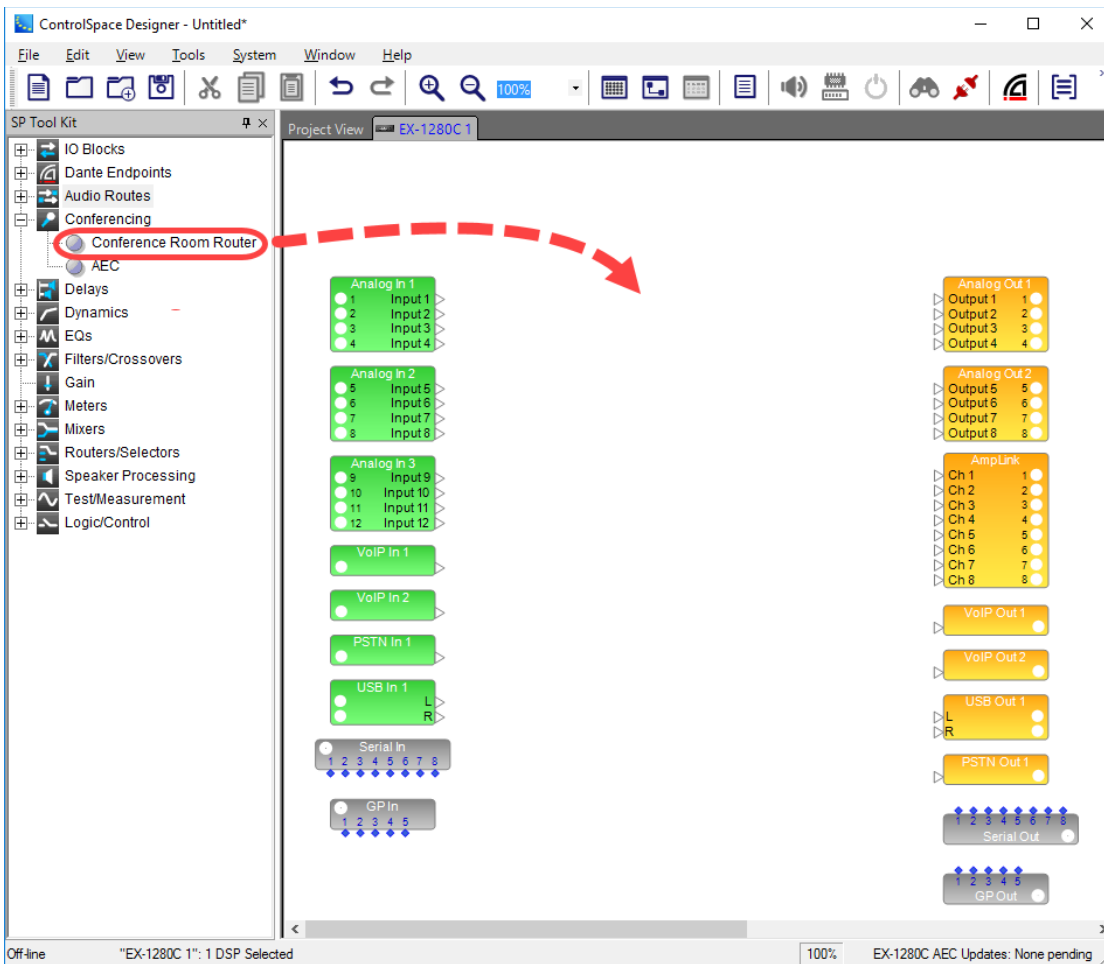 ControlSpace Designer - Untitled*
File Edit View Tools System Window Help
100%
SP Tool Kit
Project View EX-1280C 1
IO Blocks
Dante Endpoints
Audio Routes
Conferencing
Conference Room Router
AEC
Delays
Dynamics
EQs
Filters/Crossovers
Gain
Meters
Mixers
Routers/Selectors
Speaker Processing
Test/Measurement
Logic/Control
Analog In 1
1 Input 1
2 Input 2
3 Input 3
4 Input 4
Analog In 2
5 Input 5
6 Input 6
7 Input 7
8 Input 8
Analog In 3
9 Input 9
10 Input 10
11 Input 11
12 Input 12
VoIP In 1
VoIP In 2
PSTN In 1
USB In 1
L
R
Serial In
1 2 3 4 5 6 7 8
GP In
1 2 3 4 5
Analog Out 1
Output 1 1
Output 2 2
Output 3 3
Output 4 4
Analog Out 2
Output 5 5
Output 6 6
Output 7 7
Output 8 8
AmpLink
Ch 1 1
Ch 2 2
Ch 3 3
Ch 4 4
Ch 5 5
Ch 6 6
Ch 7 7
Ch 8 8
VoIP Out 1
VoIP Out 2
USB Out 1
L
R
PSTN Out 1
1 2 3 4 5 6 7 8
Serial Out
1 2 3 4 5
GP Out
Off-line "EX-1280C 1": 1 DSP Selected 100% EX-1280C AEC Updates: None pending